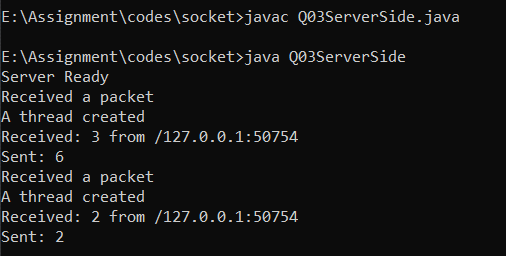 E:\Assignment\codes\socket>javac Q03ServerSide.java
E:\Assignment\codes\socket>java Q03ServerSide
Server Ready
Received a packet
A thread created
Received: 3 from /127.0.0.1:50754
Sent: 6
Received a packet
A thread created
Received: 2 from /127.0.0.1:50754
Sent: 2